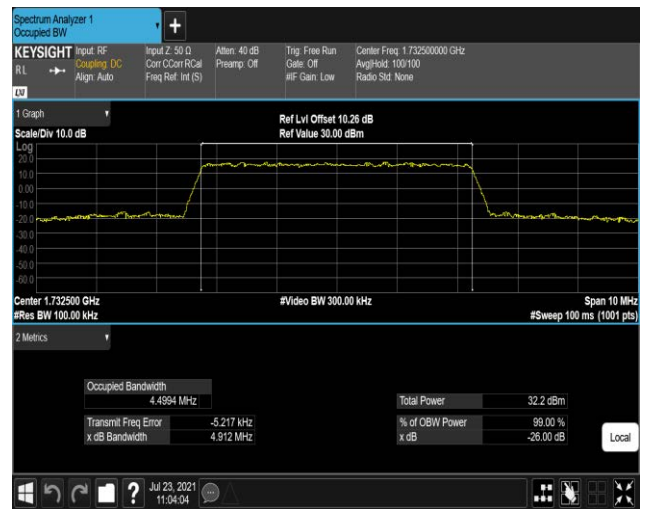 Spectrum Analyzer 1
Occupied BW
+
KEYSIGHT Input: RF Input Z: 50 Ω Atten: 40 dB Trig: Free Run Center Freq: 1.732500000 GHz
RL Coupling: DC Corr CCorr RCal Preamp: Off Gate: Off Avg|Hold: 100/100
Align: Auto Freq Ref: Int (S) #IF Gain: Low Radio Std: None
LXI
1 Graph
Ref Lvl Offset 10.26 dB
Scale/Div 10.0 dB Ref Value 30.00 dBm
Log
20.0
10.0
0.00
-10.0
-20.0
-30.0
-40.0
-50.0
-60.0
Center 1.732500 GHz #Video BW 300.00 kHz Span 10 MHz
#Res BW 100.00 kHz #Sweep 100 ms (1001 pts)
2 Metrics
Occupied Bandwidth
4.4994 MHz Total Power 32.2 dBm
Transmit Freq Error -5.217 kHz % of OBW Power 99.00 %
x dB Bandwidth 4.912 MHz x dB -26.00 dB
Local
? Jul 23, 2021
11:04:04